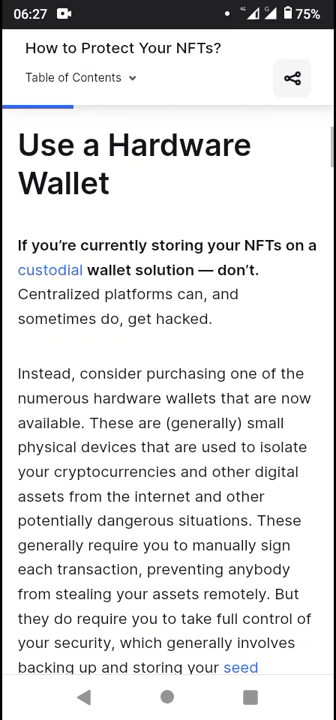 06:27
4G
G
75%
How to Protect Your NFTs?
Table of Contents
Use a Hardware
Wallet
If you're currently storing your NFTs on a
custodial wallet solution — don't.
Centralized platforms can, and
sometimes do, get hacked.
Instead, consider purchasing one of the
numerous hardware wallets that are now
available. These are (generally) small
physical devices that are used to isolate
your cryptocurrencies and other digital
assets from the internet and other
potentially dangerous situations. These
generally require you to manually sign
each transaction, preventing anybody
from stealing your assets remotely. But
they do require you to take full control of
your security, which generally involves
backing up and storing your seed